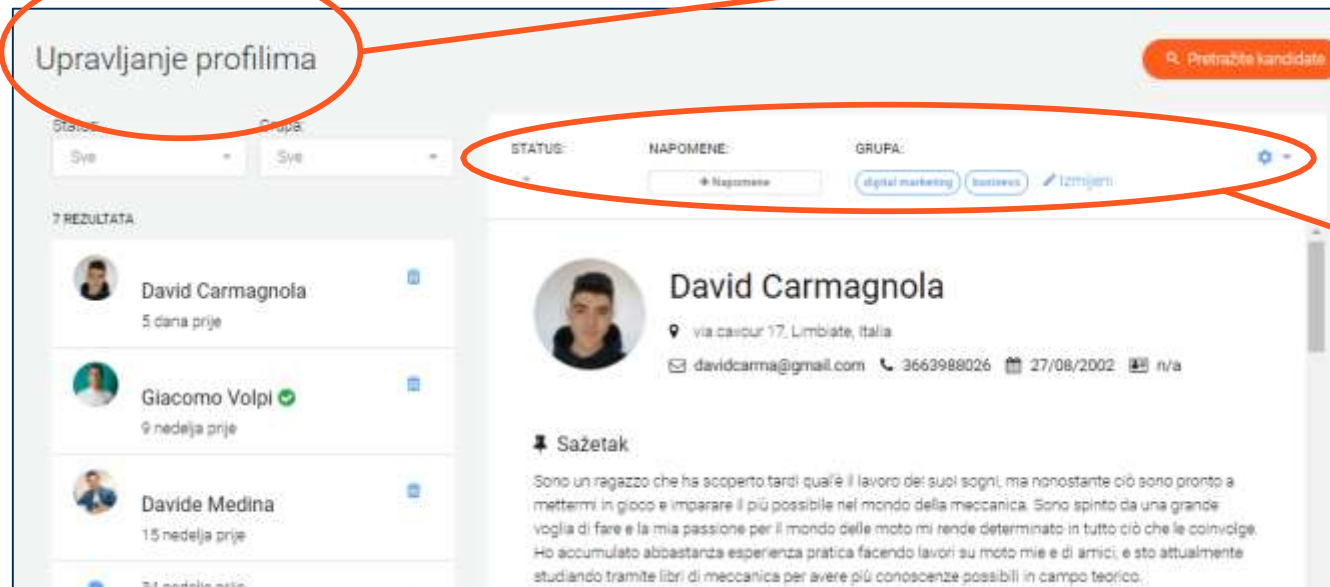 Upravljanje profilima
Pretražite kandidate
Status: Grupa:
Sve Sve
STATUS: NAPOMENE: GRUPA:
+ Napomene digital marketing business Izmijeni
7 REZULTATA
David Carmagnola
5 dana prije
Giacomo Volpi
9 nedelja prije
Davide Medina
15 nedelja prije
nedelja prije
David Carmagnola
via cavour 17, Limbiate, Italia
davidcarma@gmail.com 3663988026 27/08/2002 n/a
Sažetak
Sono un ragazzo che ha scoperto tardi qual'è il lavoro dei suoi sogni, ma nonostante ciò sono pronto a
mettermi in gioco e imparare il più possibile nel mondo della meccanica. Sono spinto da una grande
voglia di fare e la mia passione per il mondo delle moto mi rende determinato in tutto ciò che le coinvolge.
Ho accumulato abbastanza esperienza pratica facendo lavori su moto mie e di amici, e sto attualmente
studiando tramite libri di meccanica per avere più conoscenze possibili in campo teorico.